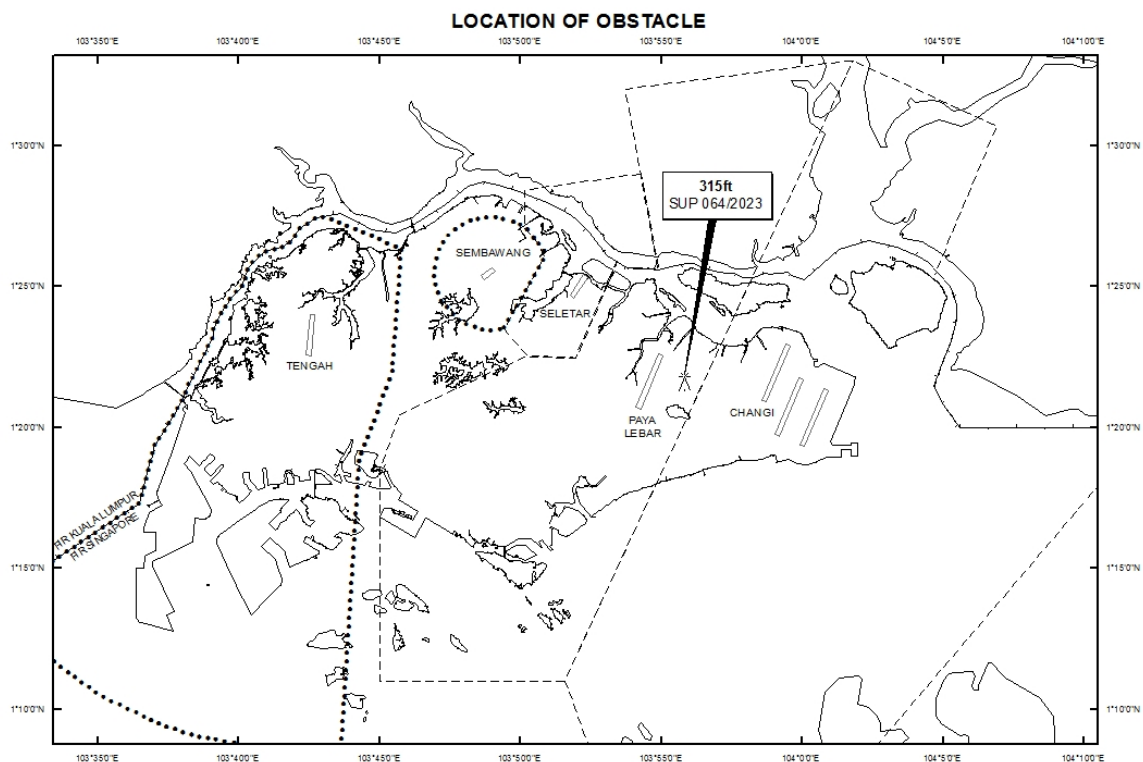 LOCATION OF OBSTACLE
103°35'0"E 103°40'0"E 103°45'0"E 103°50'0"E 103°55'0"E 104°0'0"E 104°5'0"E 104°10'0"E
1°30'0"N 1°30'0"N
315ft
SUP 064/2023
SEMBAWANG
1°25'0"N 1°25'0"N
SELETAR
TENGAH
CHANGI
PAYA
LEBAR
1°20'0"N 1°20'0"N
FIR KUALA LUMPUR
FIR SINGAPORE
1°15'0"N 1°15'0"N
1°10'0"N 1°10'0"N
103°35'0"E 103°40'0"E 103°45'0"E 103°50'0"E 103°55'0"E 104°0'0"E 104°5'0"E 104°10'0"E